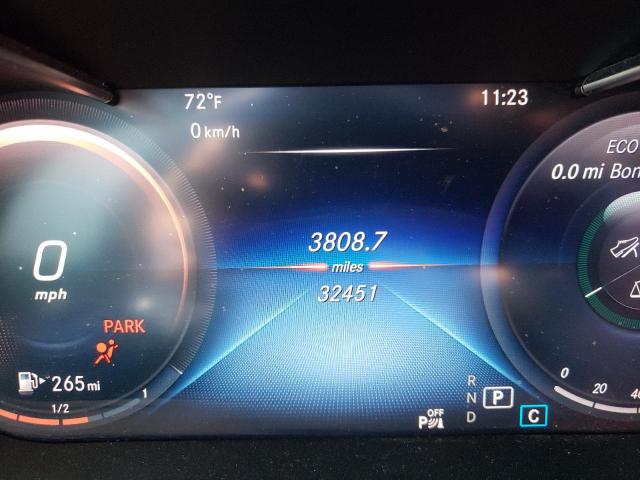 72°F
11:23
0 km/h
ECO
0.0 mi
3808.7
miles
32451
0
mph
PARK
265 mi
1/2
1
R
N
D
P
C
OFF
P
0
20